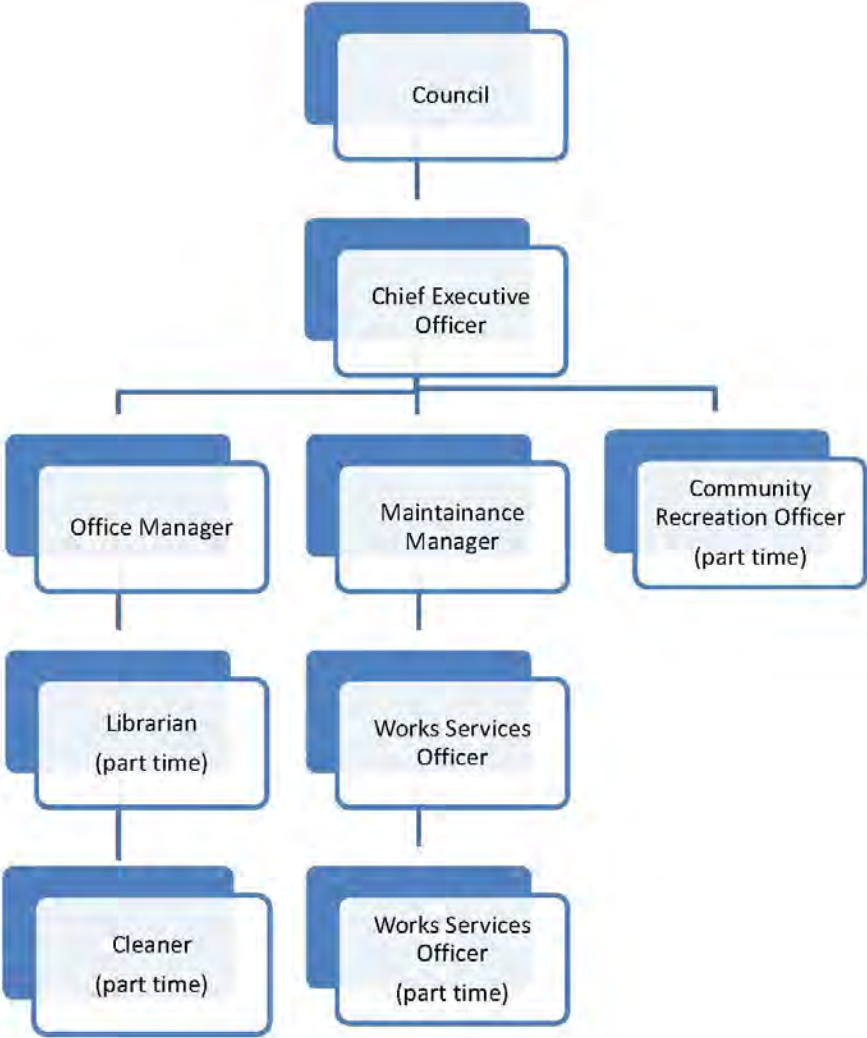 Council
Chief Executive
Officer
Office Manager
Maintainance
Manager
Community
Recreation Officer
(part time)
Librarian
(part time)
Works Services
Officer
Cleaner
(part time)
Works Services
Officer
(part time)